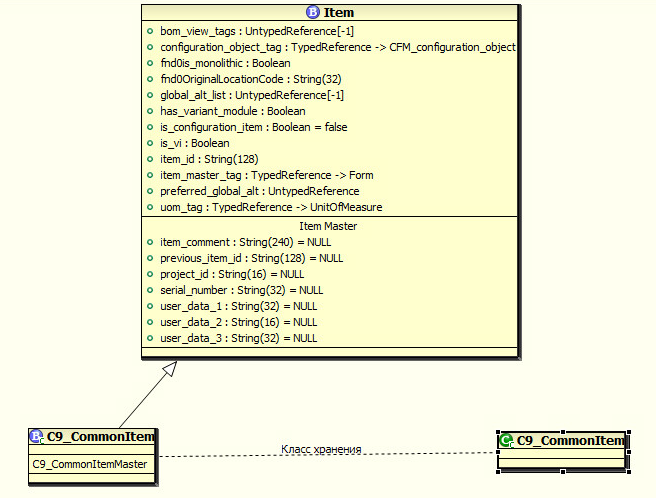 Item
bom_view_tags : UntypedReference[-1]
configuration_object_tag : TypedReference -> CFM_configuration_object
fnd0is_monolithic : Boolean
fnd0OriginalLocationCode : String(32)
global_alt_list : UntypedReference[-1]
has_variant_module : Boolean
is_configuration_item : Boolean = false
is_vi : Boolean
item_id : String(128)
item_master_tag : TypedReference -> Form
preferred_global_alt : UntypedReference
uom_tag : TypedReference -> UnitOfMeasure
Item Master
item_comment : String(240) = NULL
previous_item_id : String(128) = NULL
project_id : String(16) = NULL
serial_number : String(32) = NULL
user_data_1 : String(32) = NULL
user_data_2 : String(16) = NULL
user_data_3 : String(32) = NULL
C9_CommonItem
C9_CommonItemMaster
Класс хранения
C9_CommonItem